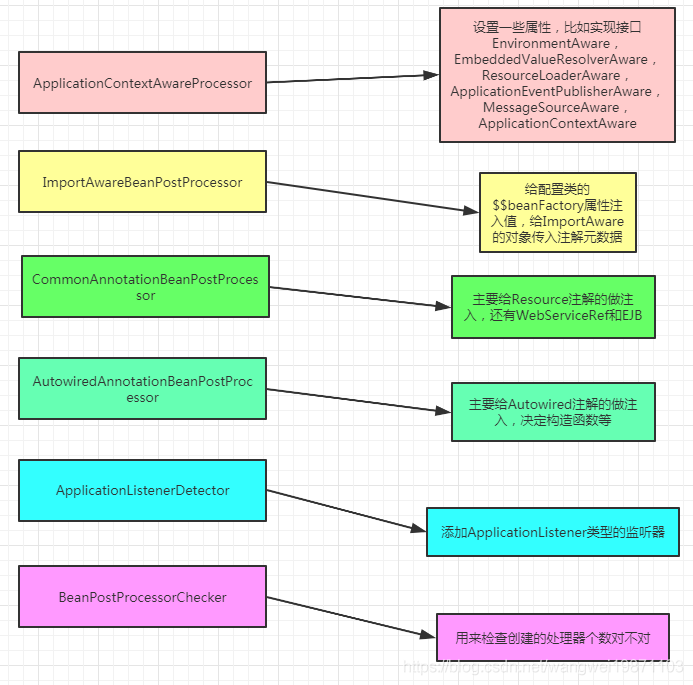 ApplicationContextAwareProcessor
设置一些属性，比如实现接口
EnvironmentAware，
EmbeddedValueResolverAware，
ResourceLoaderAware，
ApplicationEventPublisherAware，
MessageSourceAware，
ApplicationContextAware
ImportAwareBeanPostProcessor
给配置类的
$$beanFactory属性注
入值，给ImportAware
的对象传入注解元数据
CommonAnnotationBeanPostProces
sor
主要给Resource注解的做注
入，还有WebServiceRef和EJB
AutowiredAnnotationBeanPostProc
essor
主要给Autowired注解的做注
入，决定构造函数等
ApplicationListenerDetector
添加ApplicationListener类型的监听器
BeanPostProcessorChecker
用来检查创建的处理器个数对不对
https://blog.csdn.net/wangwei19871103